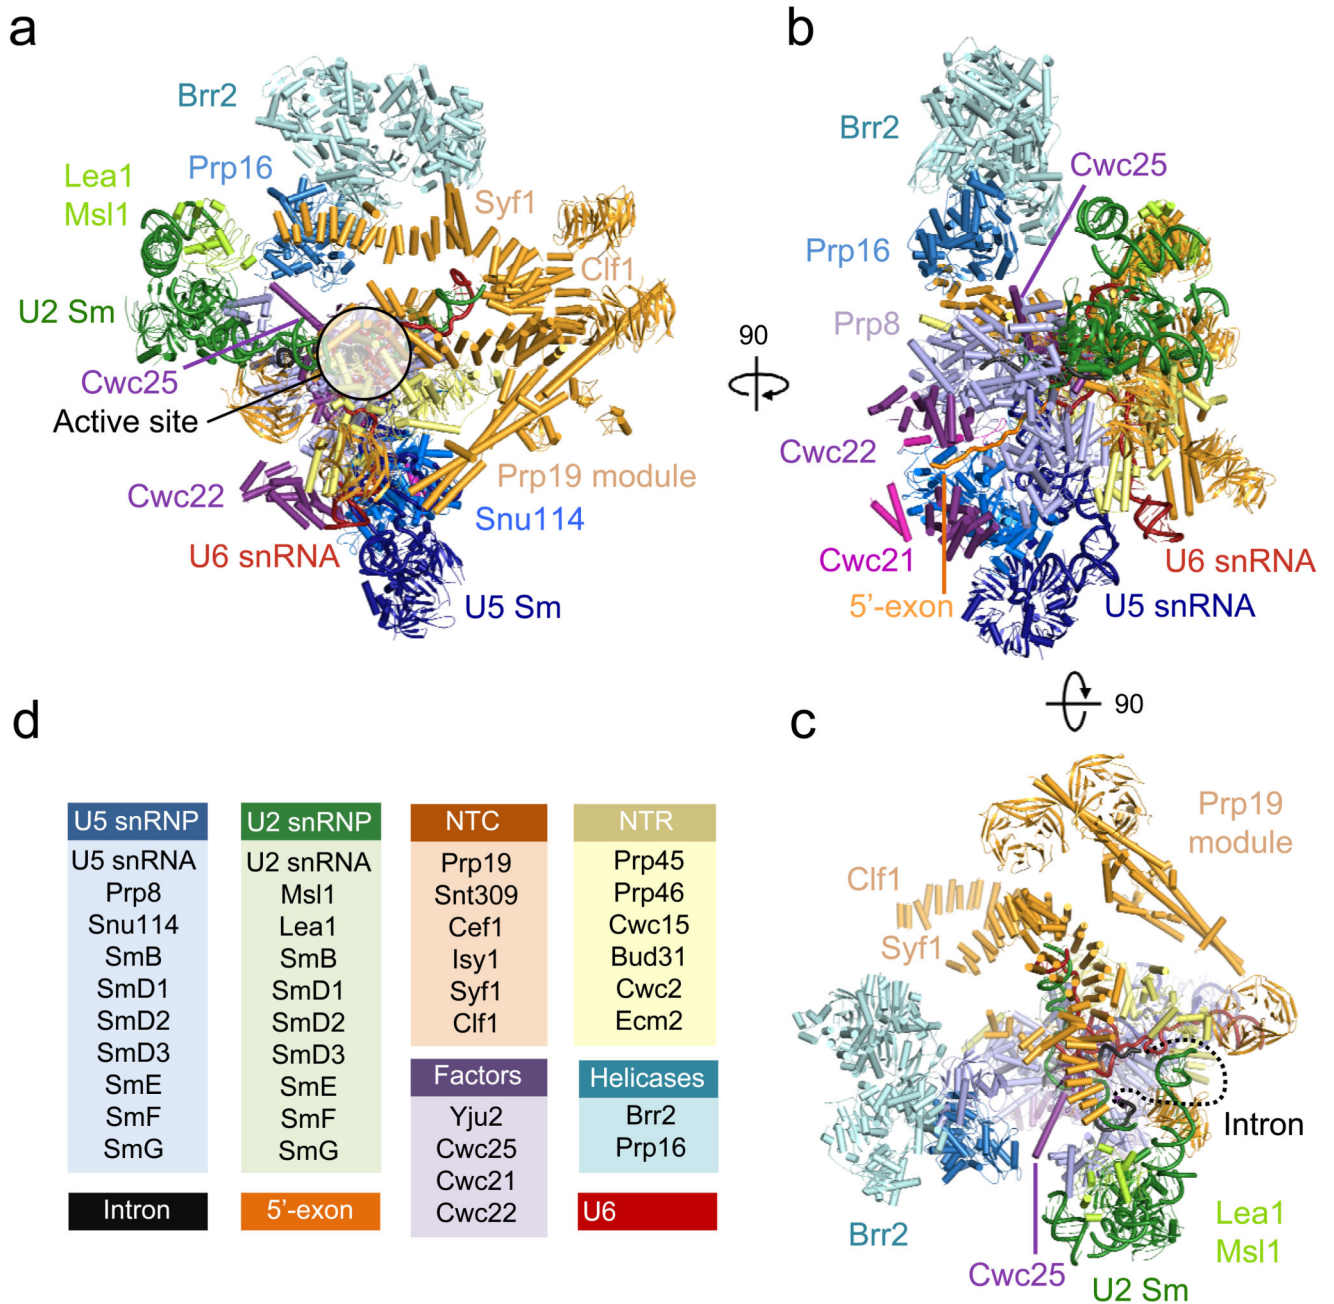 a
Brr2
Prp16
Lea1
Msl1
Syf1
Clf1
U2 Sm
Cwc25
Active site
Cwc22
Prp19 module
Snu114
U6 snRNA
U5 Sm
b
Brr2
Cwc25
Prp16
Prp8
90
Cwc22
Cwc21
U6 snRNA
5'-exon
U5 snRNA
90
c
Prp19
module
Clf1
Syf1
Intron
Brr2
Lea1
Msl1
Cwc25
U2 Sm
d
U5 snRNP
U5 snRNA
Prp8
Snu114
SmB
SmD1
SmD2
SmD3
SmE
SmF
SmG
Intron
U2 snRNP
U2 snRNA
Msl1
Lea1
SmB
SmD1
SmD2
SmD3
SmE
SmF
SmG
5'-exon
NTC
Prp19
Snt309
Cef1
Isy1
Syf1
Clf1
Factors
Yju2
Cwc25
Cwc21
Cwc22
NTR
Prp45
Prp46
Cwc15
Bud31
Cwc2
Ecm2
Helicases
Brr2
Prp16
U6